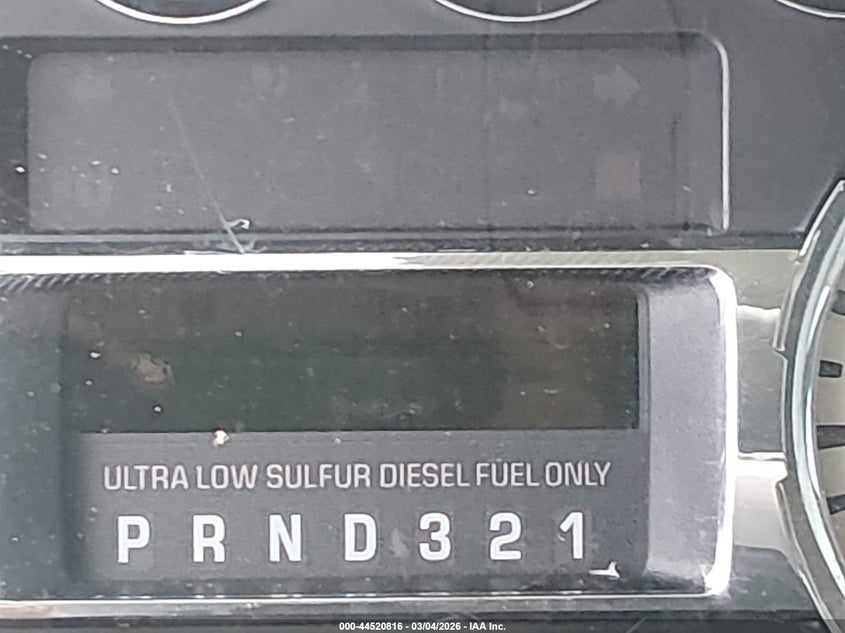 ULTRA LOW SULFUR DIESEL FUEL ONLY
P R N D 3 2 1
000-44520816 - 03/04/2026 - IAA Inc.